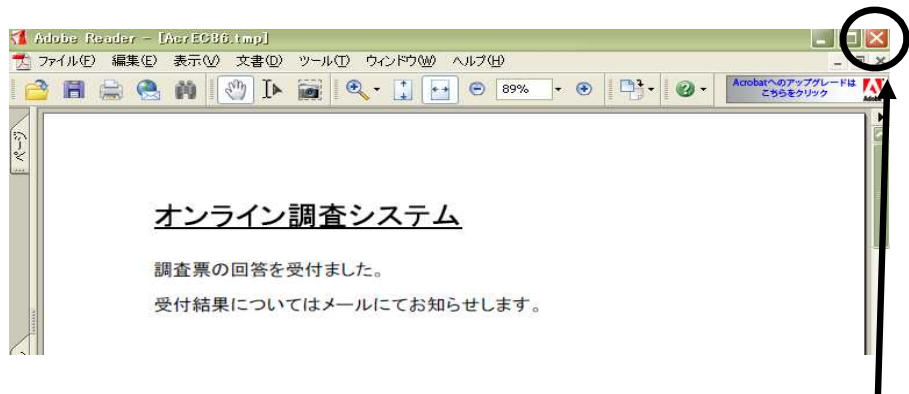 Adobe Reader - [AcrEC86.tmp]
ファイル(F) 編集(E) 表示(V) 文書(D) ツール(T) ウィンドウ(W) ヘルプ(H)
89%
Acrobatへのアップグレードは
こちらをクリック
Adobe
ページ
オンライン調査システム
調査票の回答を受付ました。
受付結果についてはメールにてお知らせします。